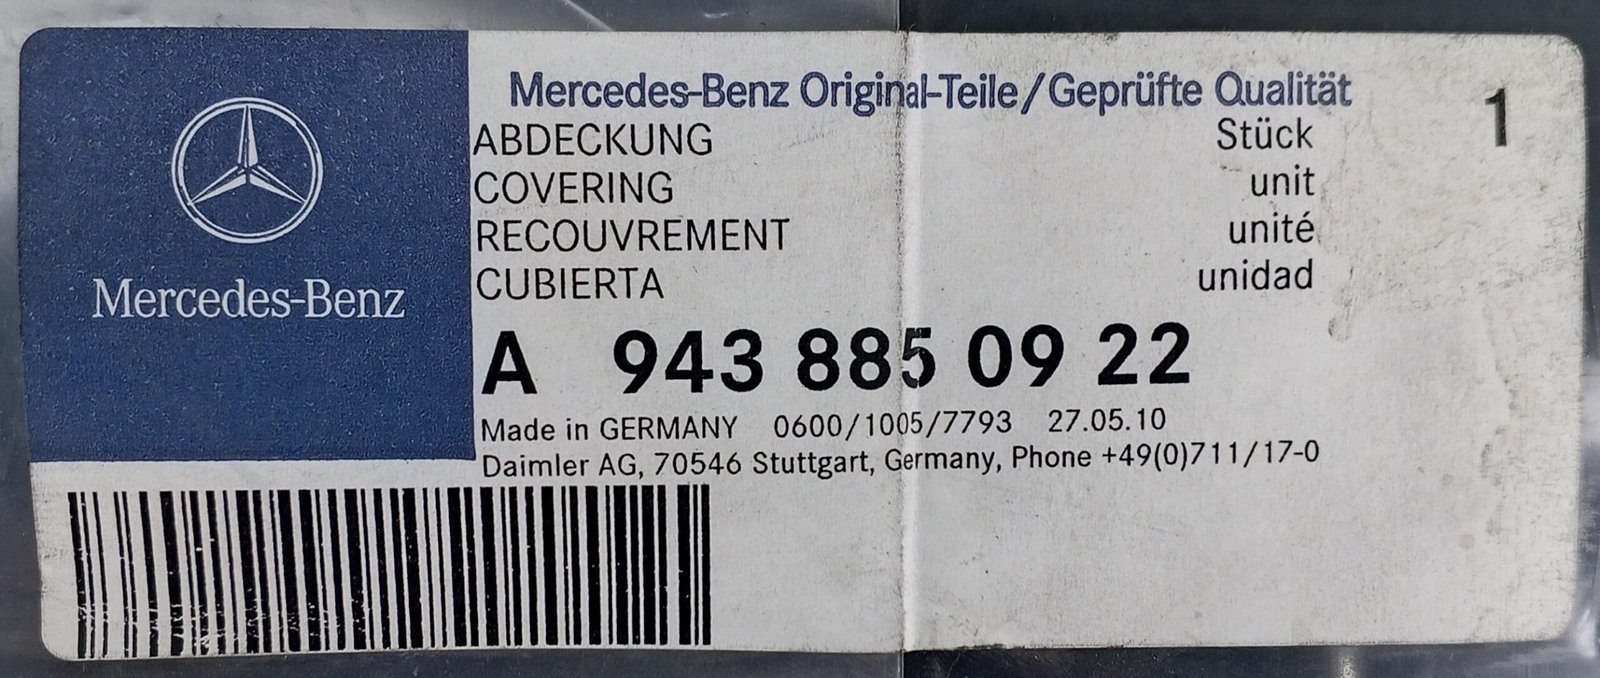 Mercedes-Benz
Mercedes-Benz Original-Teile/Geprüfte Qualität
ABDECKUNG Stück 1
COVERING unit
RECOUVREMENT unité
CUBIERTA unidad
A 943 885 09 22
Made in GERMANY 0600/1005/7793 27.05.10
Daimler AG, 70546 Stuttgart, Germany, Phone +49(0)711/17-0